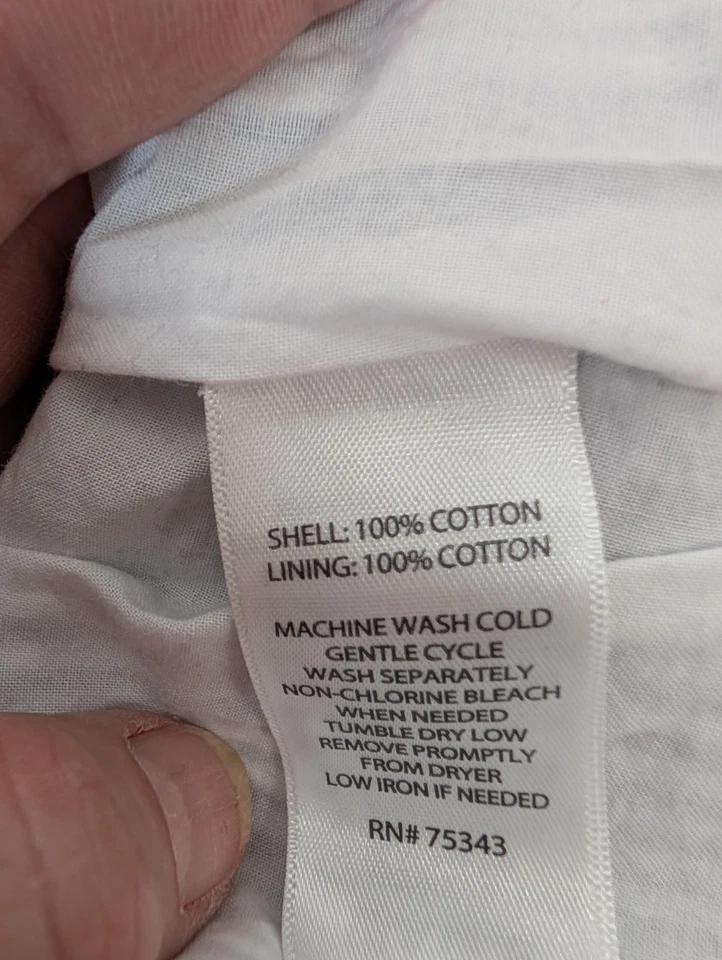 SHELL: 100% COTTON
LINING: 100% COTTON
MACHINE WASH COLD
GENTLE CYCLE
WASH SEPARATELY
NON-CHLORINE BLEACH
WHEN NEEDED
TUMBLE DRY LOW
REMOVE PROMPTLY
FROM DRYER
LOW IRON IF NEEDED
RN# 75343